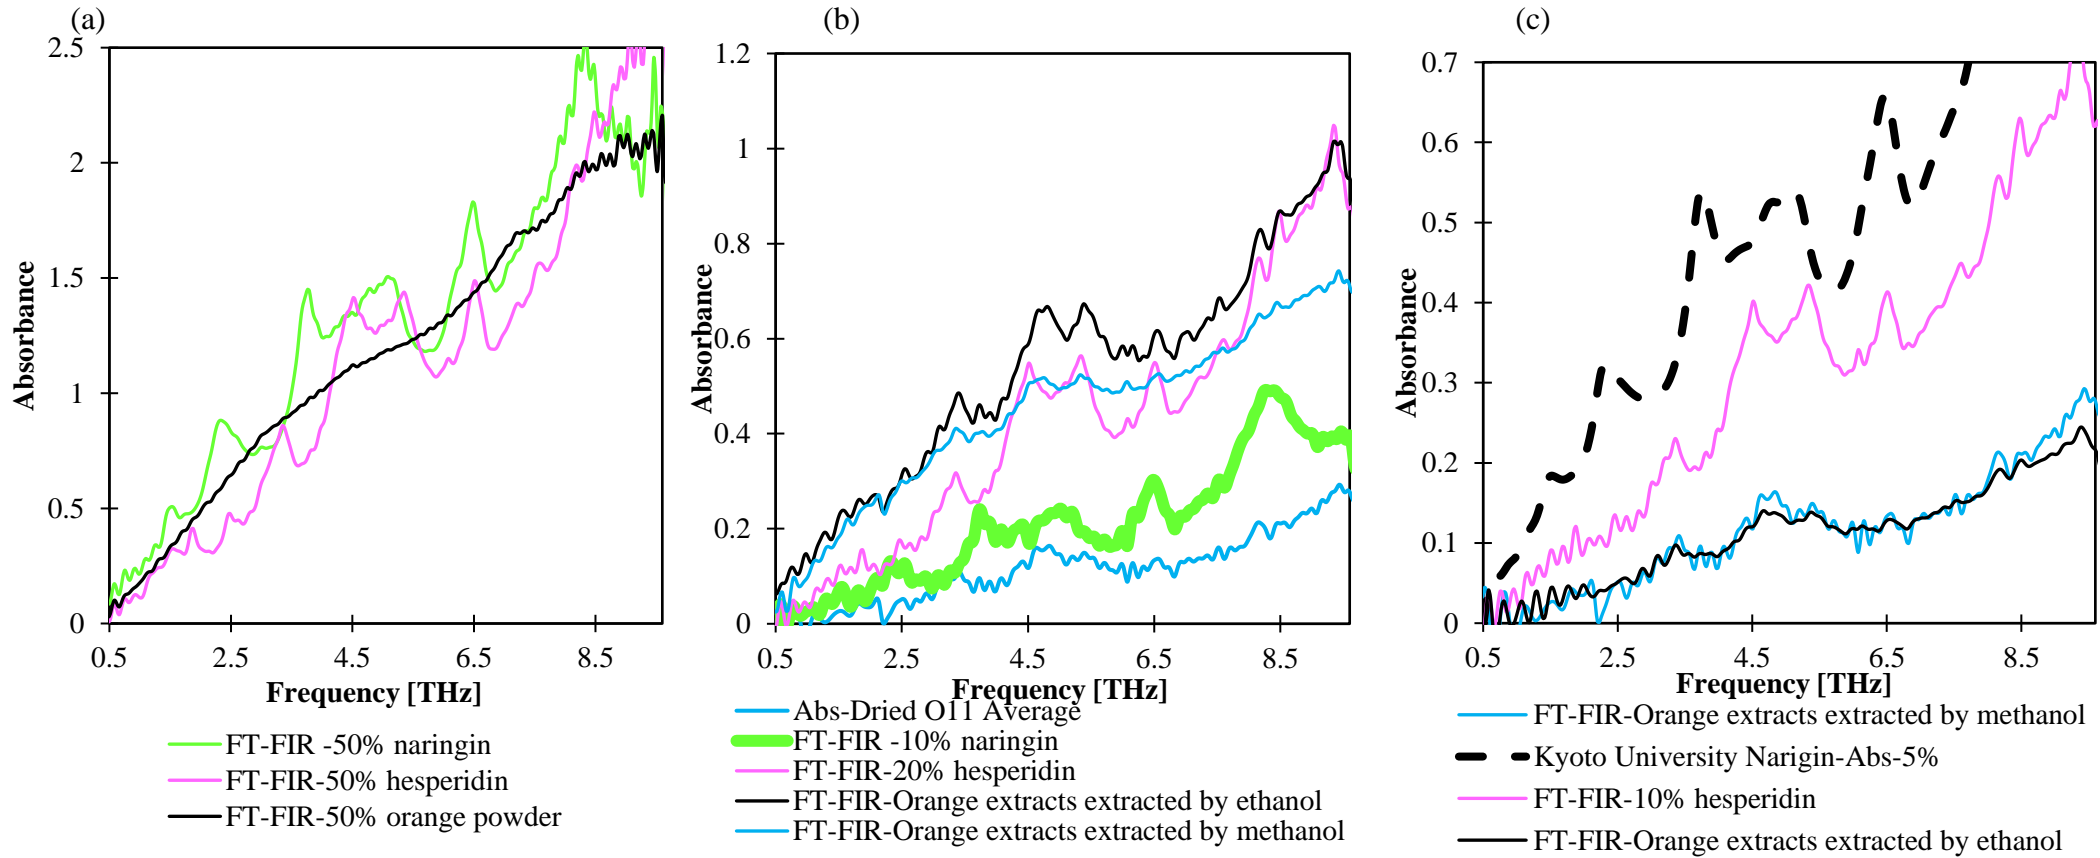 (a)
2.5
2
1.5
1
0.5
0
0.5 2.5 4.5 6.5 8.5
Absorbance
Frequency [THz]
FT-FIR -50% naringin
FT-FIR-50% hesperidin
FT-FIR-50% orange powder
(b)
1.2
1
0.8
0.6
0.4
0.2
0
0.5 2.5 4.5 6.5 8.5
Absorbance
Frequency [THz]
Abs-Dried O11 Average
FT-FIR -10% naringin
FT-FIR-20% hesperidin
FT-FIR-Orange extracts extracted by ethanol
FT-FIR-Orange extracts extracted by methanol
(c)
0.7
0.6
0.5
0.4
0.3
0.2
0.1
0
0.5 2.5 4.5 6.5 8.5
Absorbance
Frequency [THz]
FT-FIR-Orange extracts extracted by methanol
Kyoto University Narigin-Abs-5%
FT-FIR-10% hesperidin
FT-FIR-Orange extracts extracted by ethanol